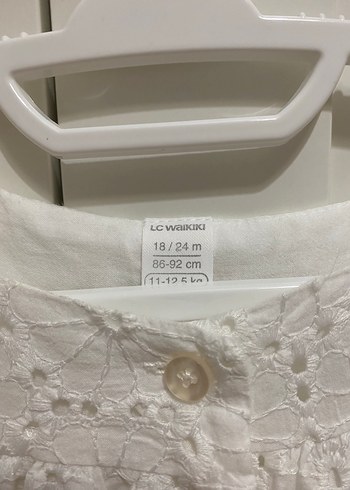 LC WAIKIKI
18 / 24 m
86-92 cm
11-12,5 kg